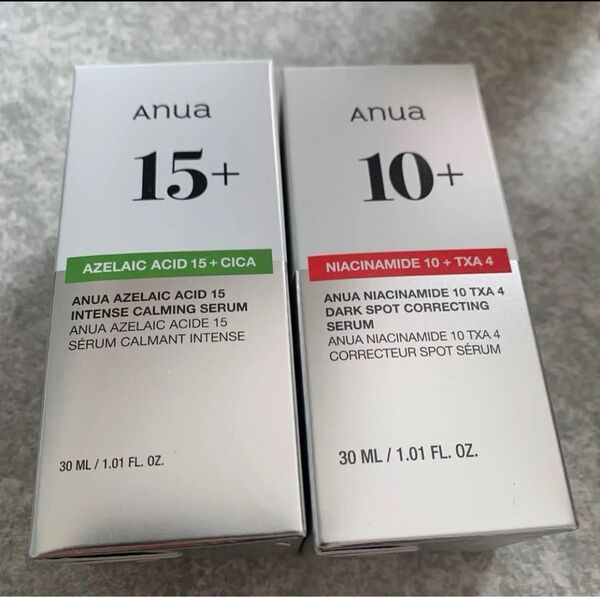 Anua
15+
AZELAIC ACID 15 + CICA
ANUA AZELAIC ACID 15
INTENSE CALMING SERUM
ANUA AZELAIC ACIDE 15
SÉRUM CALMANT INTENSE
30 ML / 1.01 FL. OZ.
Anua
10+
NIACINAMIDE 10 + TXA 4
ANUA NIACINAMIDE 10 TXA 4
DARK SPOT CORRECTING
SERUM
ANUA NIACINAMIDE 10 TXA 4
CORRECTEUR SPOT SÉRUM
30 ML / 1.01 FL. OZ.